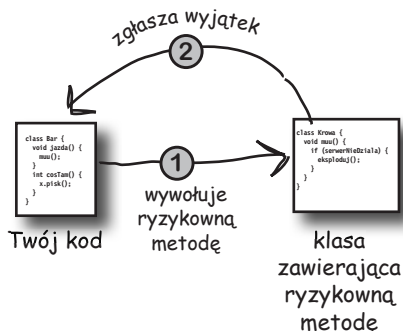 zgłasza wyjątek
2
class Bar {
void jazda() {
muu();
}
int cosTam() {
x.pisk();
}
}
class Krowa {
void muu() {
if (serwerNieDziala) {
eksploduj();
}
}
}
1
wywołuje
ryzykowną
metodę
Twój kod
klasa
zawierająca
ryzykowną
metodę